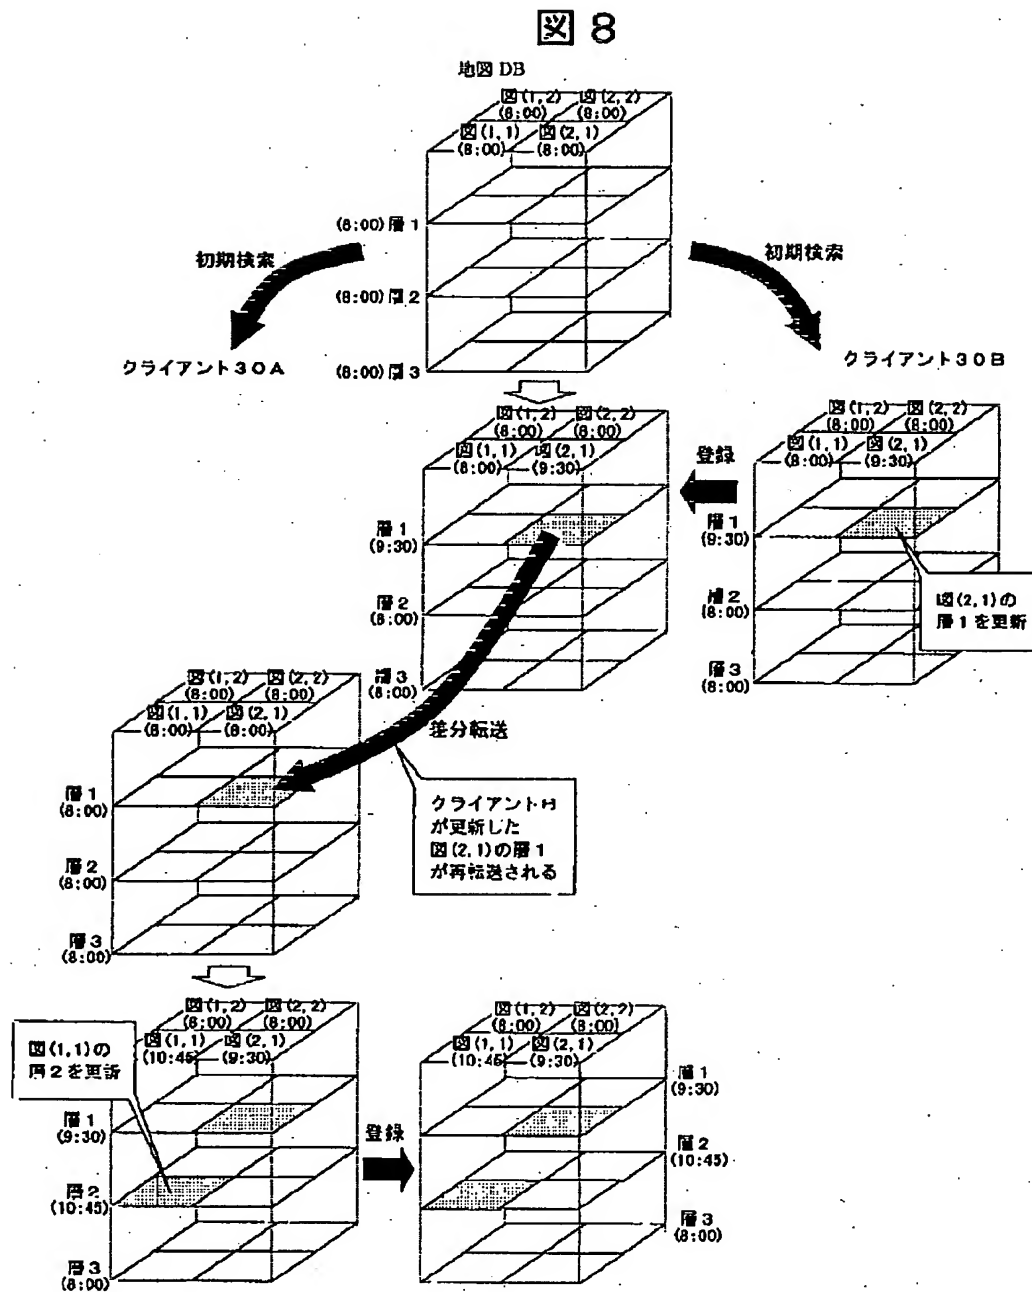 図 8
地図 DB
図(1,2) 図(2,2)
(8:00) (8:00)
図(1,1) 図(2,1)
(8:00) (8:00)
(8:00) 層1
初期検索
初期検索
(8:00) 層2
クライアント30A
(8:00) 層3
クライアント30B
図(1,2) 図(2,2)
(8:00) (8:00)
図(1,1) 図(2,1)
(8:00) (9:30)
登録
図(1,2) 図(2,2)
(8:00) (8:00)
図(1,1) 図(2,1)
(8:00) (9:30)
層1
(9:30)
層1
(9:30)
層2
(8:00)
層2
(8:00)
図(2,1)の
層1を更新
層3
(8:00)
層3
(8:00)
図(1,2) 図(2,2)
(8:00) (8:00)
図(1,1) 図(2,1)
(8:00) (8:00)
差分転送
層1
(8:00)
クライアントB
が更新した
図(2,1)の層1
が再転送される
層2
(8:00)
層3
(8:00)
図(1,2) 図(2,2)
(8:00) (8:00)
図(1,1) 図(2,1)
(10:45) (9:30)
図(1,1)の
層2を更新
図(1,2) 図(2,2)
(8:00) (8:00)
図(1,1) 図(2,1)
(10:45) (9:30)
層1
(9:30)
層1
(9:30)
登録
層2
(10:45)
層2
(10:45)
層3
(8:00)
層3
(8:00)